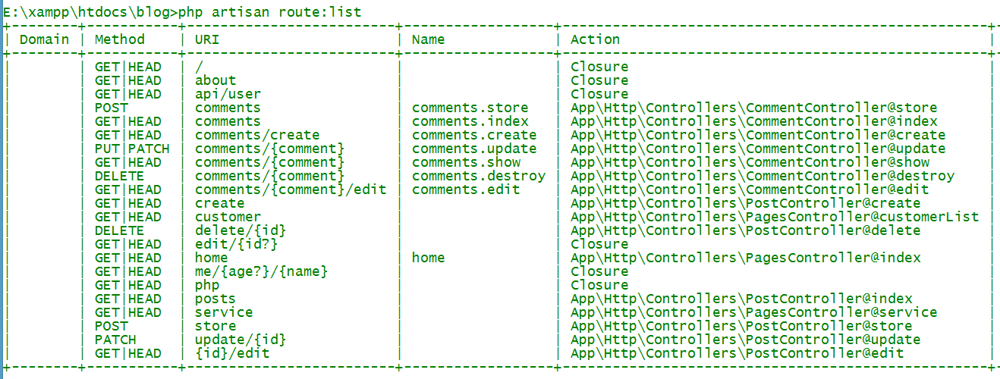 E:\xampp\htdocs\blog>php artisan route:list
+--------+-----------+--------------------------+------------------+----------------------------------------------------+-
| Domain | Method | URI | Name | Action |
+--------+-----------+--------------------------+------------------+----------------------------------------------------+-
| | GET|HEAD | / | | Closure |
| | GET|HEAD | about | | Closure |
| | GET|HEAD | api/user | | Closure |
| | POST | comments | comments.store | App\Http\Controllers\CommentController@store |
| | GET|HEAD | comments | comments.index | App\Http\Controllers\CommentController@index |
| | GET|HEAD | comments/create | comments.create | App\Http\Controllers\CommentController@create |
| | PUT|PATCH | comments/{comment} | comments.update | App\Http\Controllers\CommentController@update |
| | GET|HEAD | comments/{comment} | comments.show | App\Http\Controllers\CommentController@show |
| | DELETE | comments/{comment} | comments.destroy | App\Http\Controllers\CommentController@destroy |
| | GET|HEAD | comments/{comment}/edit | comments.edit | App\Http\Controllers\CommentController@edit |
| | GET|HEAD | create | | App\Http\Controllers\PostController@create |
| | GET|HEAD | customer | | App\Http\Controllers\PagesController@customerList |
| | DELETE | delete/{id} | | App\Http\Controllers\PostController@delete |
| | GET|HEAD | edit/{id?} | | Closure |
| | GET|HEAD | home | home | App\Http\Controllers\PagesController@index |
| | GET|HEAD | me/{age?}/{name} | | Closure |
| | GET|HEAD | php | | Closure |
| | GET|HEAD | posts | | App\Http\Controllers\PostController@index |
| | GET|HEAD | service | | App\Http\Controllers\PagesController@service |
| | POST | store | | App\Http\Controllers\PostController@store |
| | PATCH | update/{id} | | App\Http\Controllers\PostController@update |
| | GET|HEAD | {id}/edit | | App\Http\Controllers\PostController@edit |
+--------+-----------+--------------------------+------------------+----------------------------------------------------+-